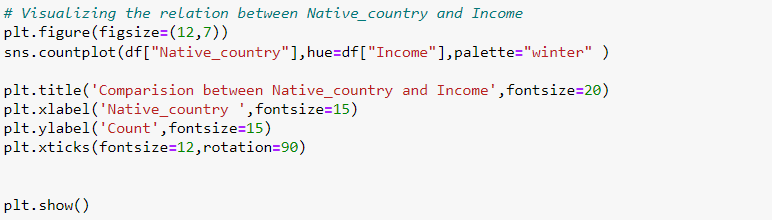 # Visualizing the relation between Native_country and Income
plt.figure(figsize=(12,7))
sns.countplot(df["Native_country"],hue=df["Income"],palette="winter" )
plt.title('Comparision between Native_country and Income',fontsize=20)
plt.xlabel('Native_country ',fontsize=15)
plt.ylabel('Count',fontsize=15)
plt.xticks(fontsize=12,rotation=90)
plt.show()